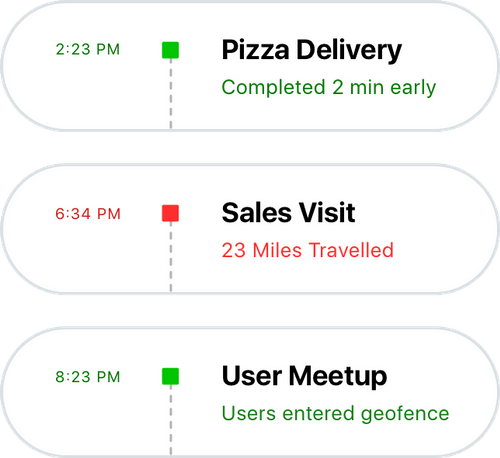 2:23 PM
Pizza Delivery
Completed 2 min early
6:34 PM
Sales Visit
23 Miles Travelled
8:23 PM
User Meetup
Users entered geofence